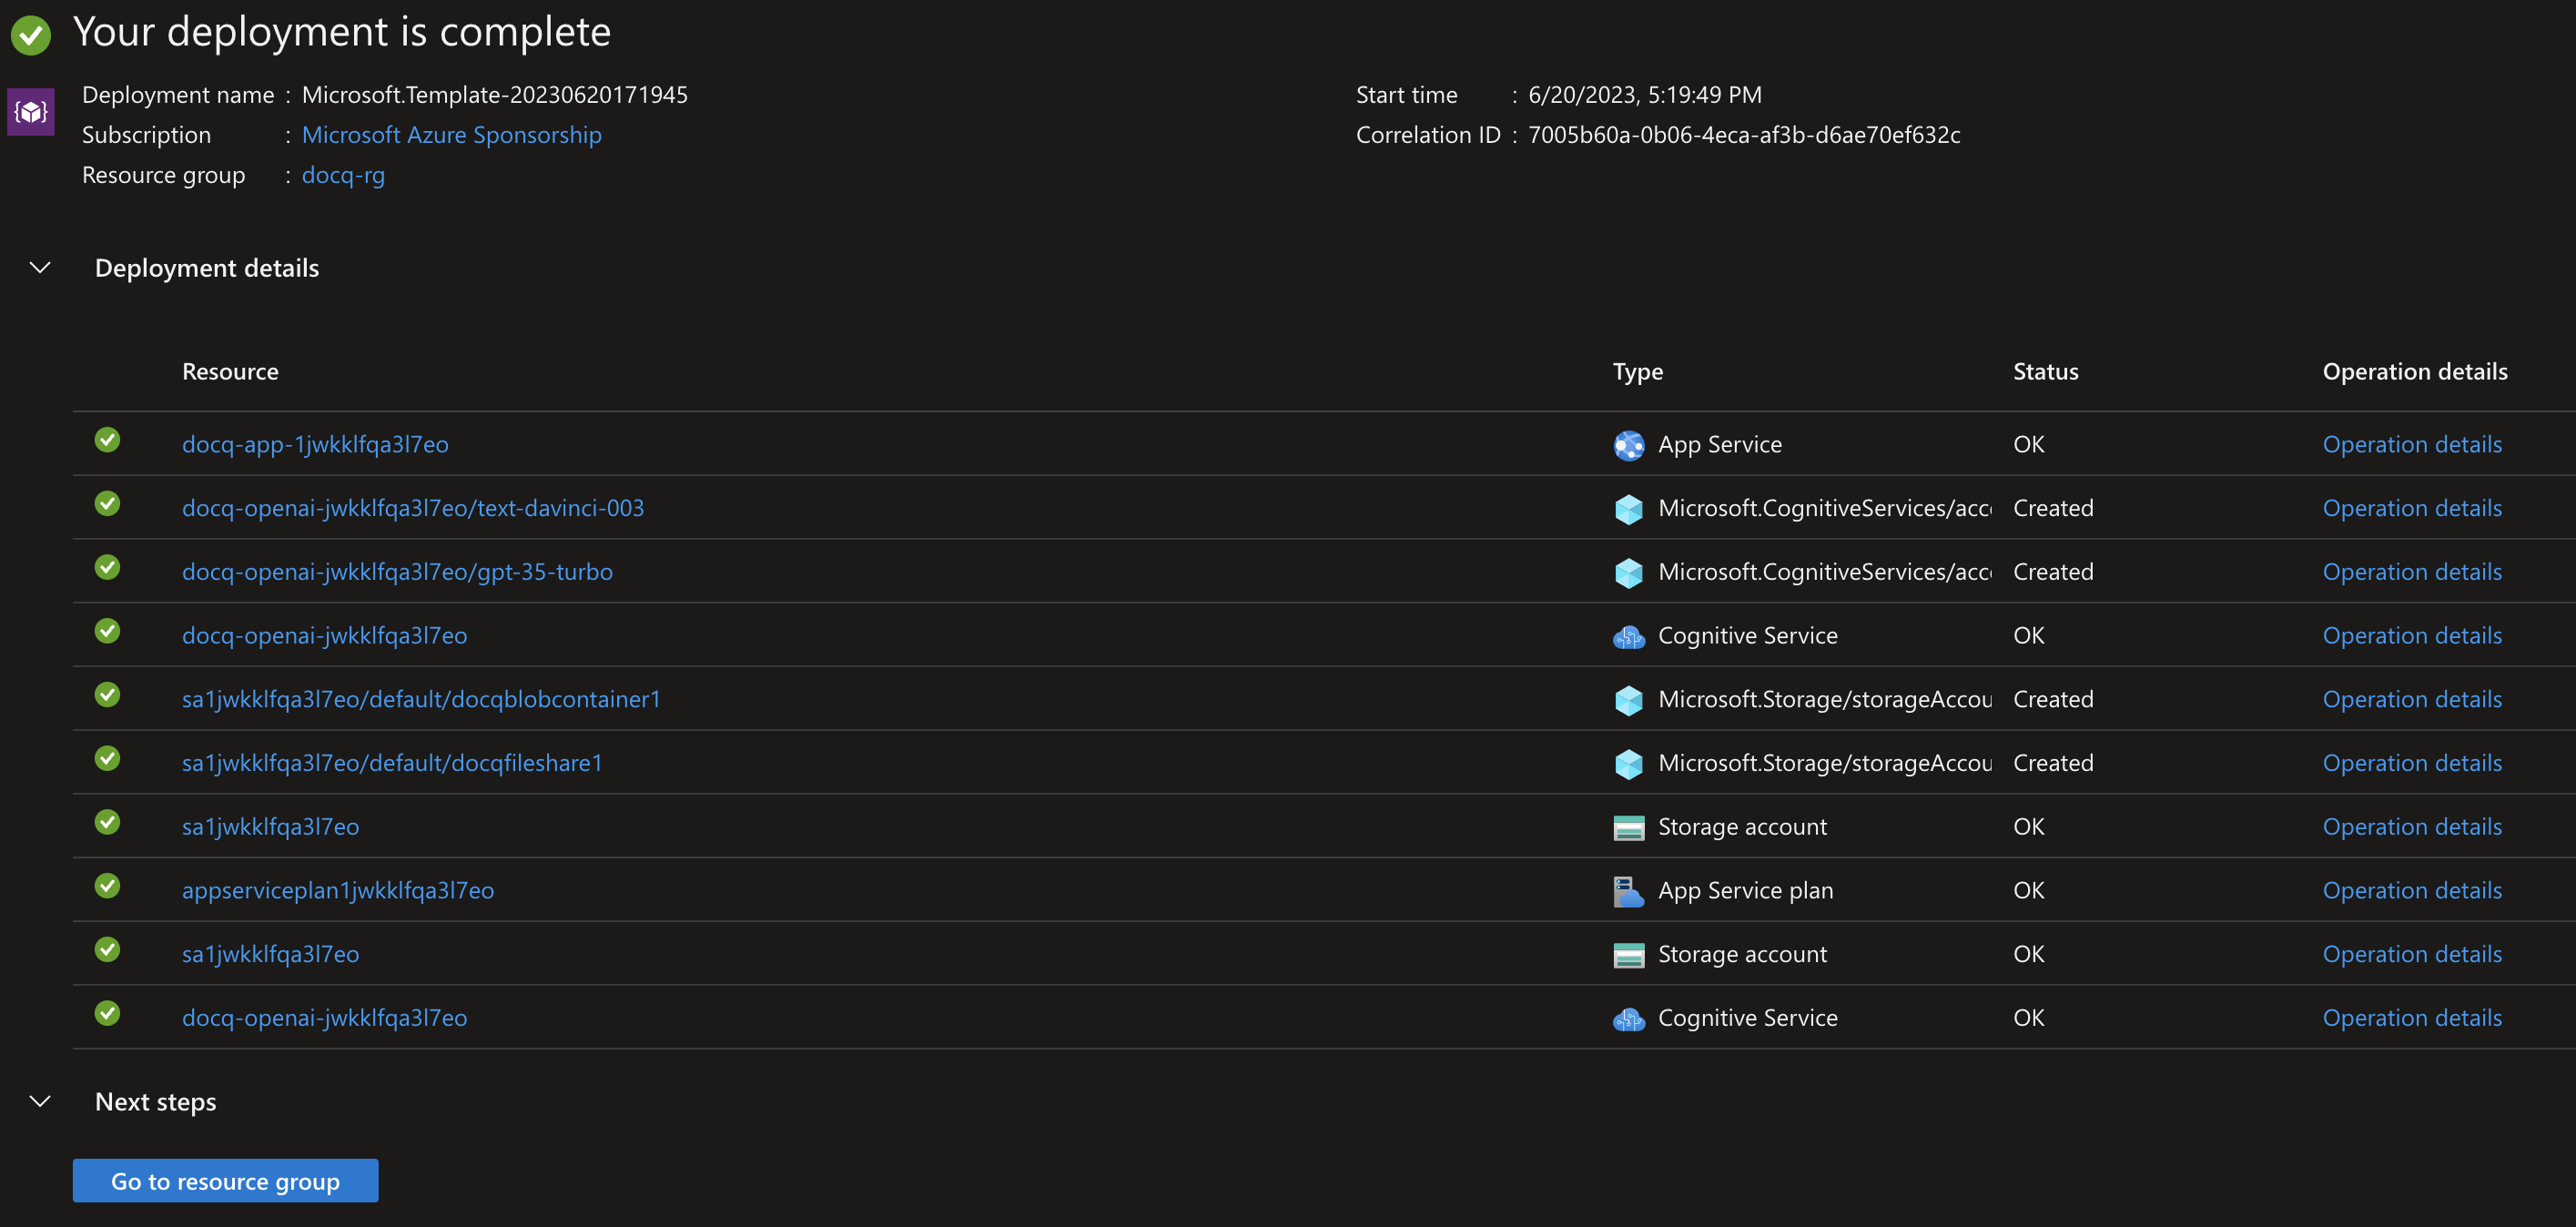 Your deployment is complete
Deployment name : Microsoft.Template-20230620171945
Subscription : Microsoft Azure Sponsorship
Resource group : docq-rg
Start time : 6/20/2023, 5:19:49 PM
Correlation ID : 7005b60a-0b06-4eca-af3b-d6ae70ef632c
Deployment details
Resource Type Status Operation details
docq-app-1jwkklfqa3l7eo App Service OK Operation details
docq-openai-jwkklfqa3l7eo/text-davinci-003 Microsoft.CognitiveServices/acc Created Operation details
docq-openai-jwkklfqa3l7eo/gpt-35-turbo Microsoft.CognitiveServices/acc Created Operation details
docq-openai-jwkklfqa3l7eo Cognitive Service OK Operation details
sa1jwkklfqa3l7eo/default/docqblobcontainer1 Microsoft.Storage/storageAccou Created Operation details
sa1jwkklfqa3l7eo/default/docqfileshare1 Microsoft.Storage/storageAccou Created Operation details
sa1jwkklfqa3l7eo Storage account OK Operation details
appserviceplan1jwkklfqa3l7eo App Service plan OK Operation details
sa1jwkklfqa3l7eo Storage account OK Operation details
docq-openai-jwkklfqa3l7eo Cognitive Service OK Operation details
Next steps
Go to resource group